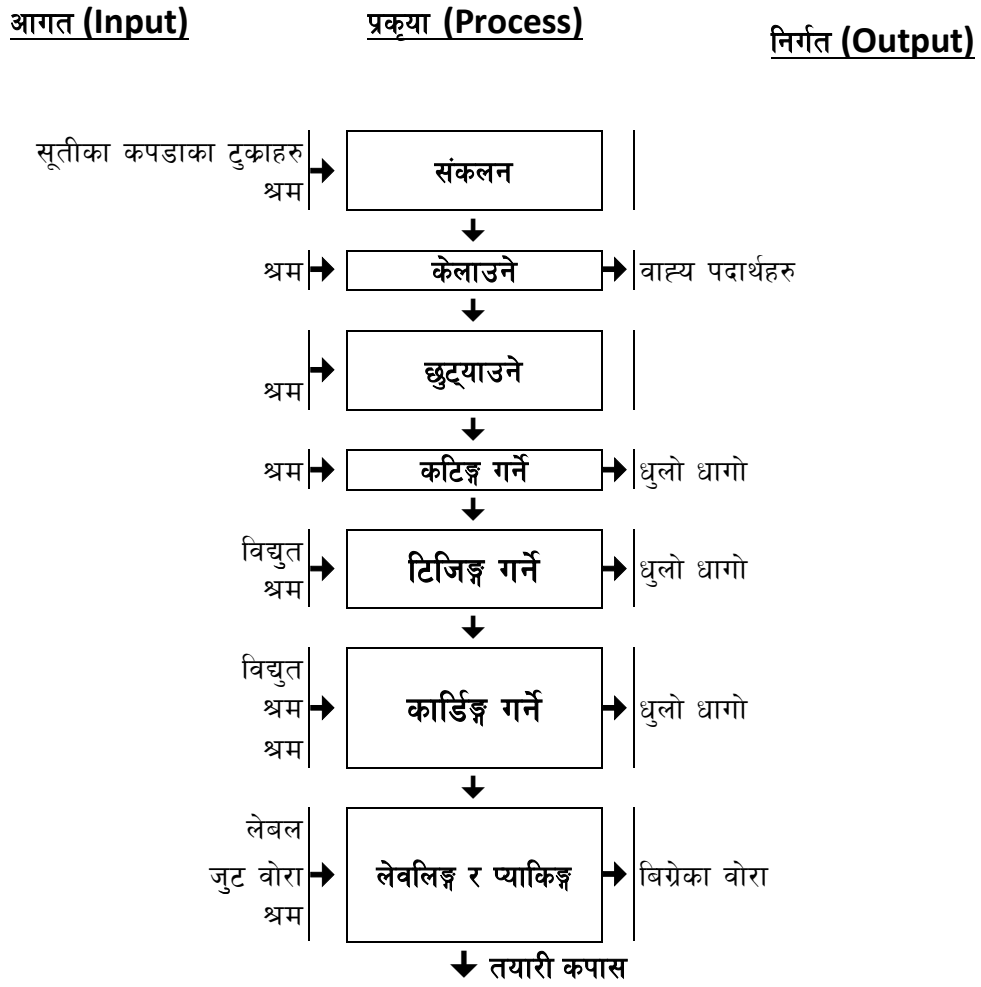 आगत (Input)
प्रकृया (Process)
निर्गत (Output)
सूतीका कपडाका टुक्राहरु
श्रम
संकलन
श्रम
केलाउने
वाह्य पदार्थहरु
श्रम
छुट्याउने
श्रम
कटिङ्ग गर्ने
धुलो धागो
विद्युत
श्रम
टिजिङ्ग गर्ने
धुलो धागो
विद्युत
श्रम
श्रम
कार्डिङ्ग गर्ने
धुलो धागो
लेबल
जुट वोरा
श्रम
लेवलिङ्ग र प्याकिङ्ग
बिग्रेका वोरा
तयारी कपास